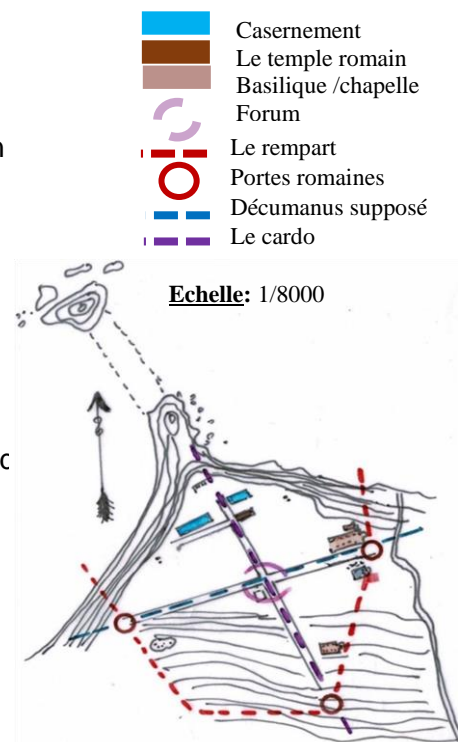 Casernement
Le temple romain
Basilique /chapelle
Forum
n
Le rempart
Portes romaines
Décumanus supposé
Le cardo
Echelle: 1/8000